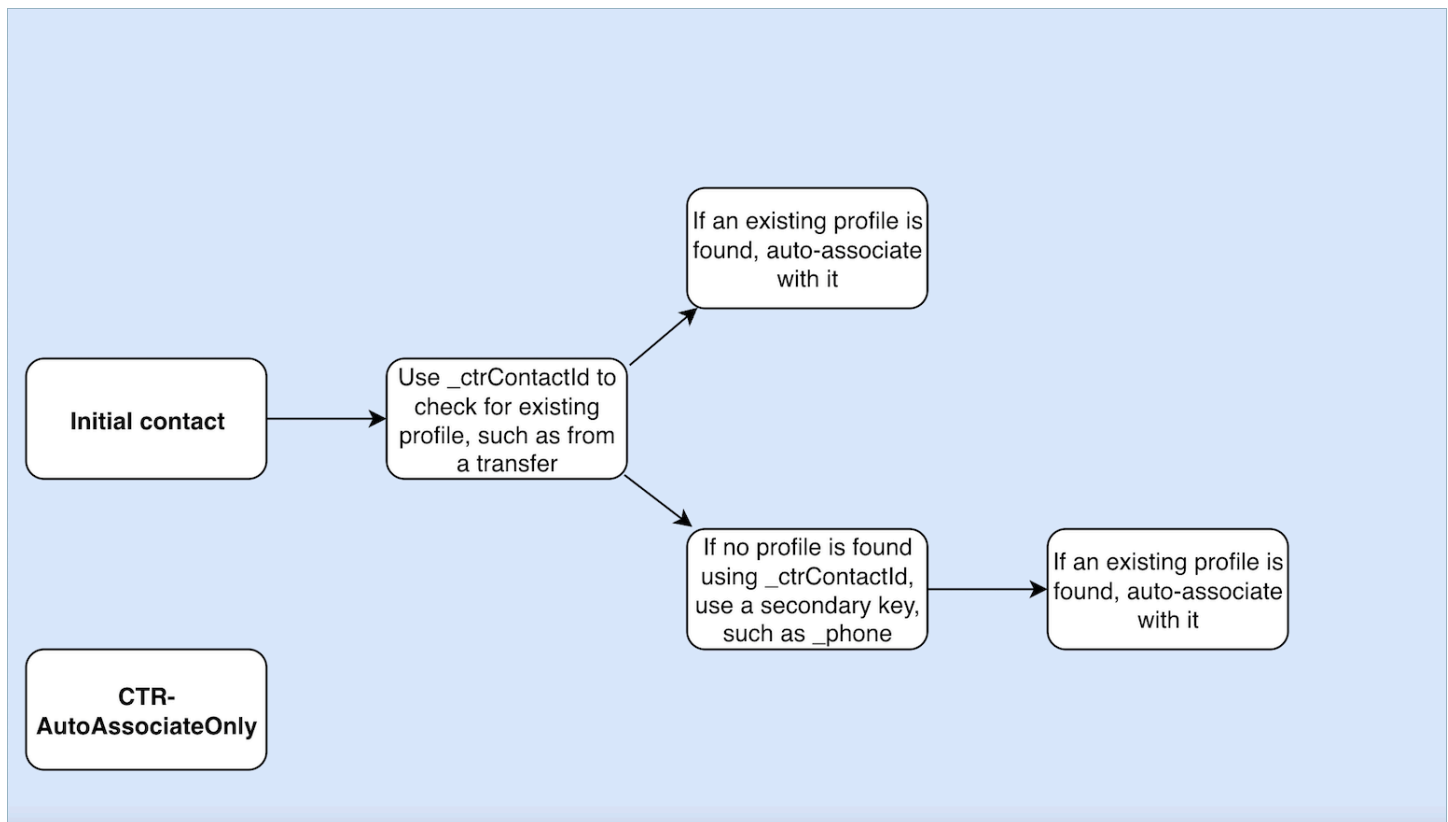 If an existing profile is
found, auto-associate
with it
Initial contact
Use _ctrContactId to
check for existing
profile, such as from
a transfer
If no profile is found
using _ctrContactId,
use a secondary key,
such as _phone
If an existing profile is
found, auto-associate
with it
CTR-
AutoAssociateOnly